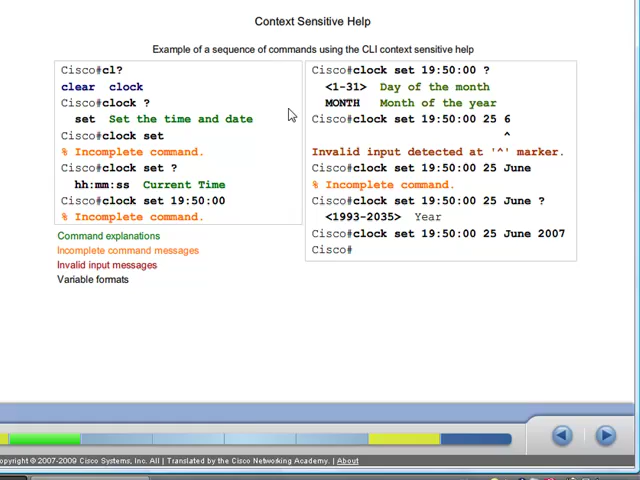 Context Sensitive Help
Example of a sequence of commands using the CLI context sensitive help
Cisco#cl?
clear clock
Cisco#clock ?
set Set the time and date
Cisco#clock set
% Incomplete command.
Cisco#clock set ?
hh:mm:ss Current Time
Cisco#clock set 19:50:00
% Incomplete command.
Cisco#clock set 19:50:00 ?
<1-31> Day of the month
MONTH Month of the year
Cisco#clock set 19:50:00 25 6
^
Invalid input detected at '^' marker.
Cisco#clock set 19:50:00 25 June
% Incomplete command.
Cisco#clock set 19:50:00 25 June ?
<1993-2035> Year
Cisco#clock set 19:50:00 25 June 2007
Cisco#
Command explanations
Incomplete command messages
Invalid input messages
Variable formats
opyright © 2007-2009 Cisco Systems, Inc. All | Translated by the Cisco Networking Academy. | About